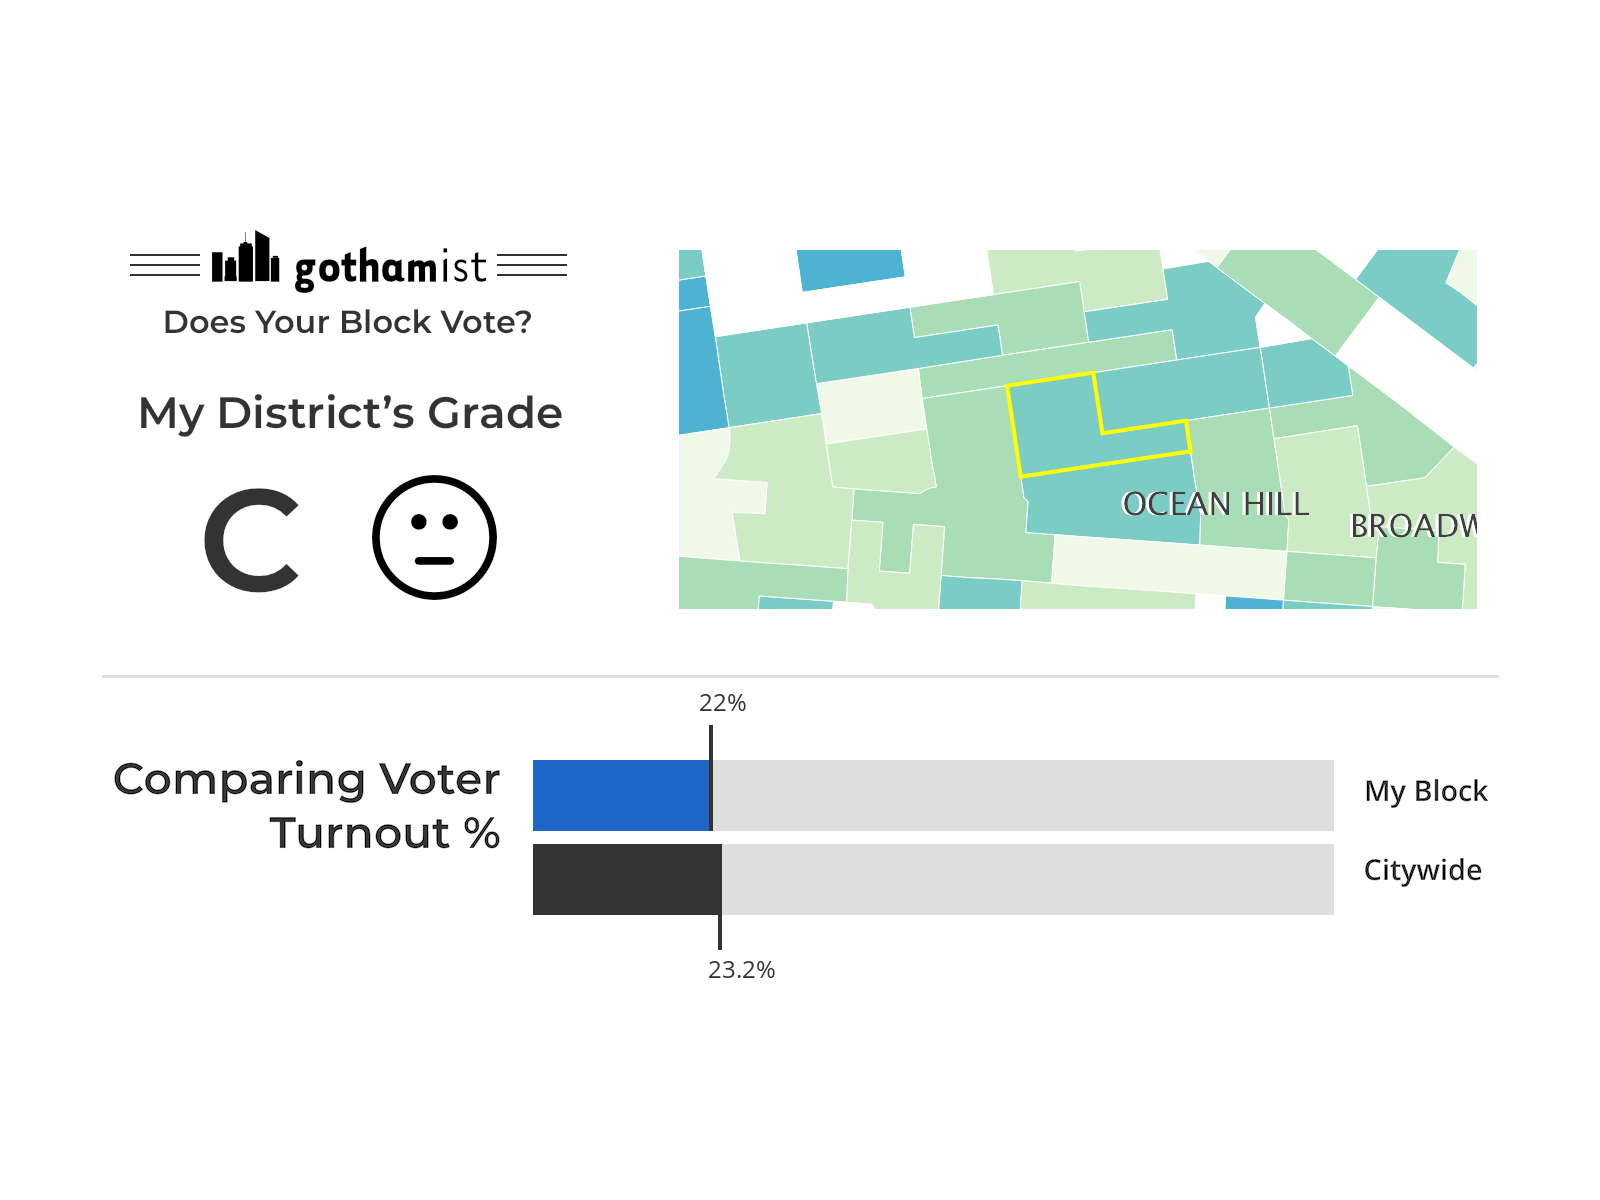 gothamist
Does Your Block Vote?
My District's Grade
C
OCEAN HILL
BROADW
22%
Comparing Voter
Turnout %
My Block
Citywide
23.2%